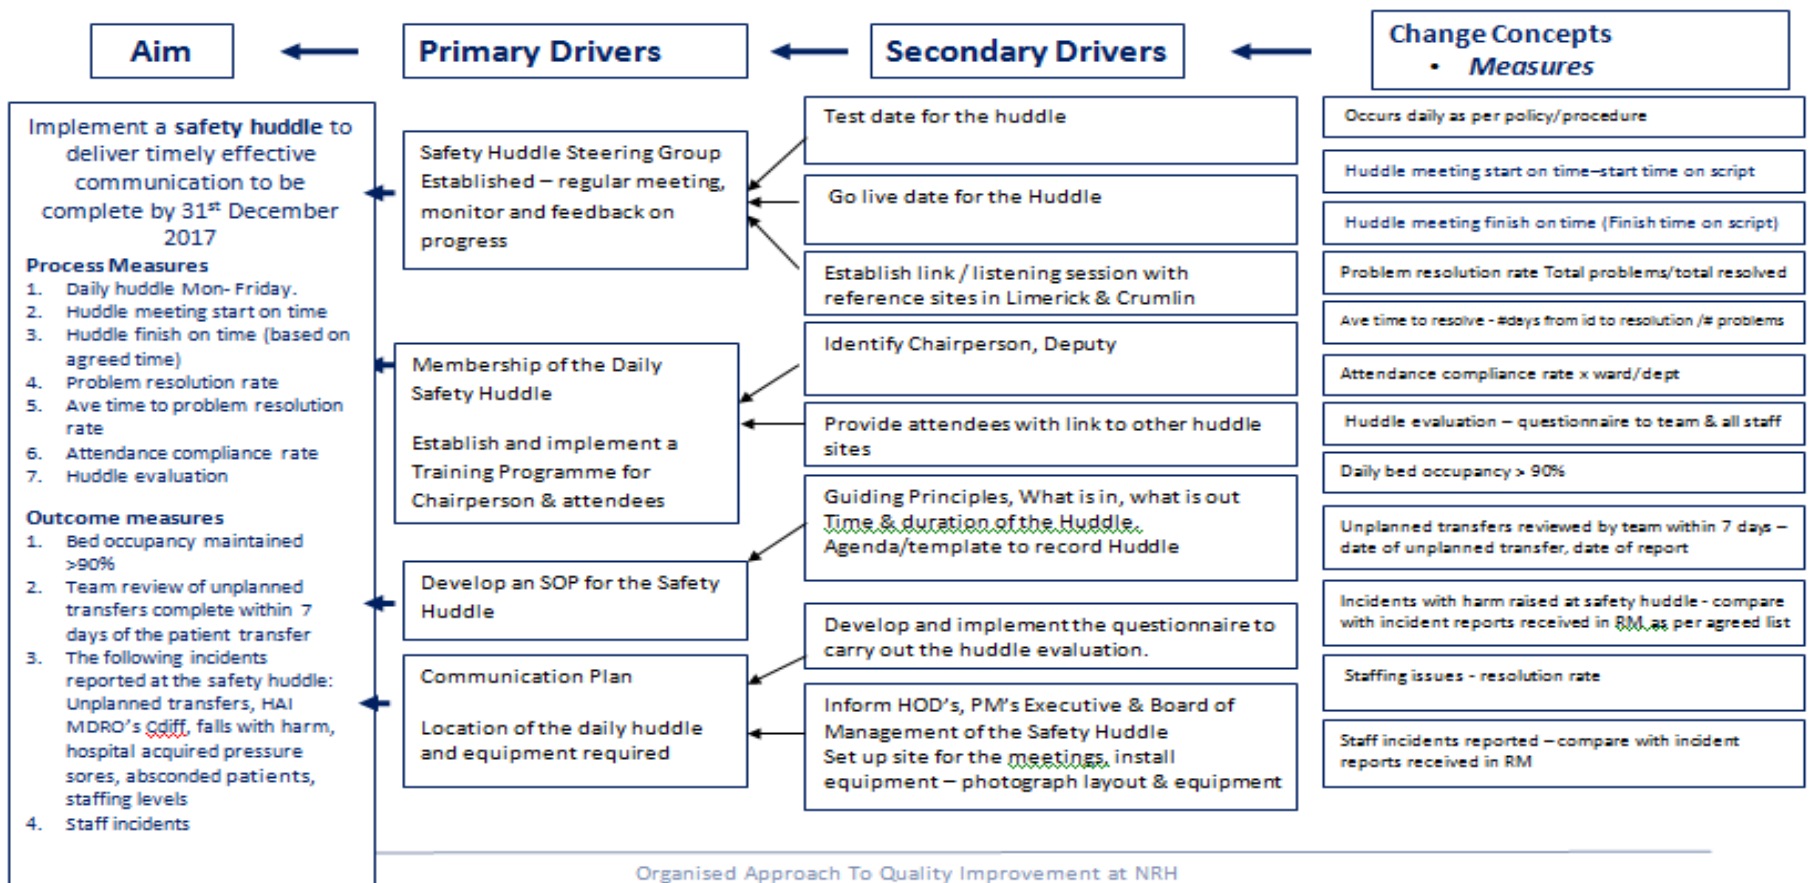 Aim
Primary Drivers
Secondary Drivers
Change Concepts
• Measures
Implement a safety huddle to
deliver timely effective
communication to be
complete by 31st December
2017
Process Measures
1. Daily huddle Mon- Friday.
2. Huddle meeting start on time
3. Huddle finish on time (based on
agreed time)
4. Problem resolution rate
5. Ave time to problem resolution
rate
6. Attendance compliance rate
7. Huddle evaluation
Outcome measures
1. Bed occupancy maintained
>90%
2. Team review of unplanned
transfers complete within 7
days of the patient transfer
3. The following incidents
reported at the safety huddle:
Unplanned transfers, HAI
MDRO's Cdiff, falls with harm,
hospital acquired pressure
sores, absconded patients,
staffing levels
4. Staff incidents
Safety Huddle Steering Group
Established – regular meeting,
monitor and feedback on
progress
Membership of the Daily
Safety Huddle
Establish and implement a
Training Programme for
Chairperson & attendees
Develop an SOP for the Safety
Huddle
Communication Plan
Location of the daily huddle
and equipment required
Test date for the huddle
Go live date for the Huddle
Establish link / listening session with
reference sites in Limerick & Crumlin
Identify Chairperson, Deputy
Provide attendees with link to other huddle
sites
Guiding Principles, What is in, what is out
Time & duration of the Huddle.
Agenda/template to record Huddle
Develop and implement the questionnaire to
carry out the huddle evaluation.
Inform HOD's, PM's Executive & Board of
Management of the Safety Huddle
Set up site for the meetings, install
equipment – photograph layout & equipment
Occurs daily as per policy/procedure
Huddle meeting start on time–start time on script
Huddle meeting finish on time (Finish time on script)
Problem resolution rate Total problems/total resolved
Ave time to resolve - #days from id to resolution /# problems
Attendance compliance rate x ward/dept
Huddle evaluation – questionnaire to team & all staff
Daily bed occupancy > 90%
Unplanned transfers reviewed by team within 7 days –
date of unplanned transfer, date of report
Incidents with harm raised at safety huddle - compare
with incident reports received in RM as per agreed list
Staffing issues - resolution rate
Staff incidents reported – compare with incident
reports received in RM
Organised Approach To Quality Improvement at NRH